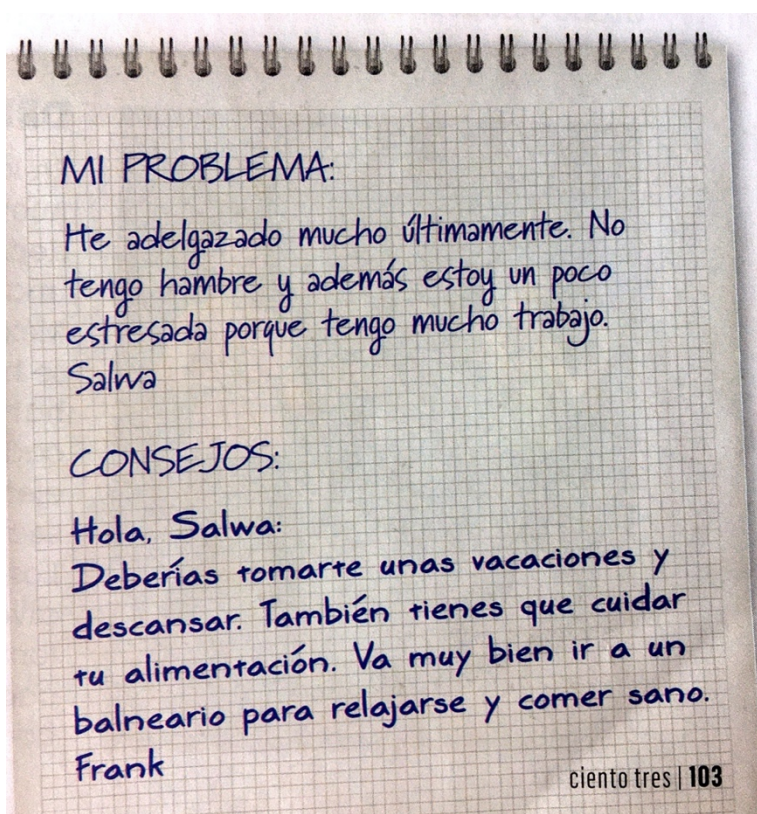 MI PROBLEMA:
He adelgazado mucho últimamente. No
tengo hambre y además estoy un poco
estresada porque tengo mucho trabajo.
Salwa
CONSEJOS:
Hola, Salwa:
Deberías tomarte unas vacaciones y
descansar. También tienes que cuidar
tu alimentación. Va muy bien ir a un
balneario para relajarse y comer sano.
Frank
ciento tres | 103